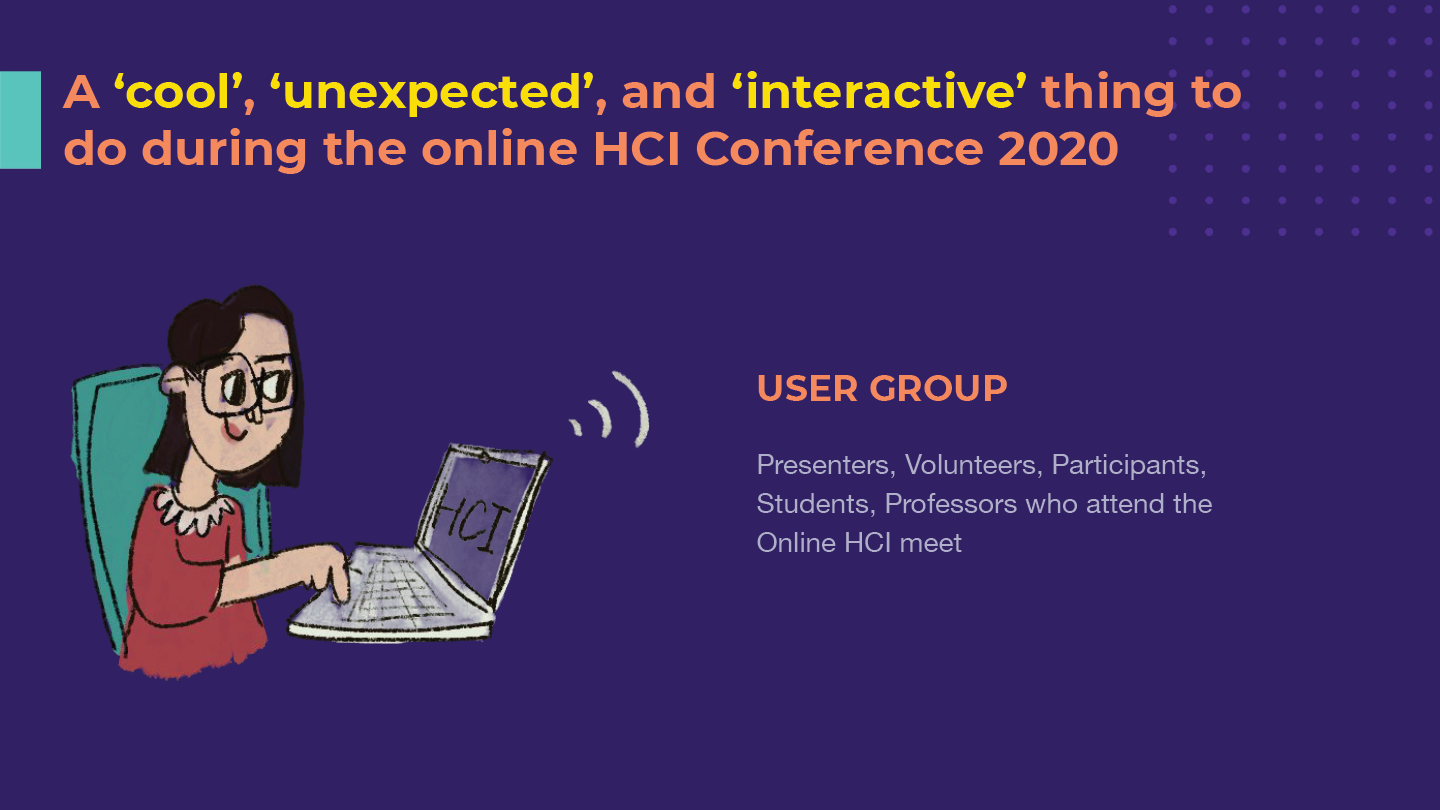 A ‘cool’, ‘unexpected’, and ‘interactive’ thing to
do during the online HCI Conference 2020
HCI
USER GROUP
Presenters, Volunteers, Participants,
Students, Professors who attend the
Online HCI meet